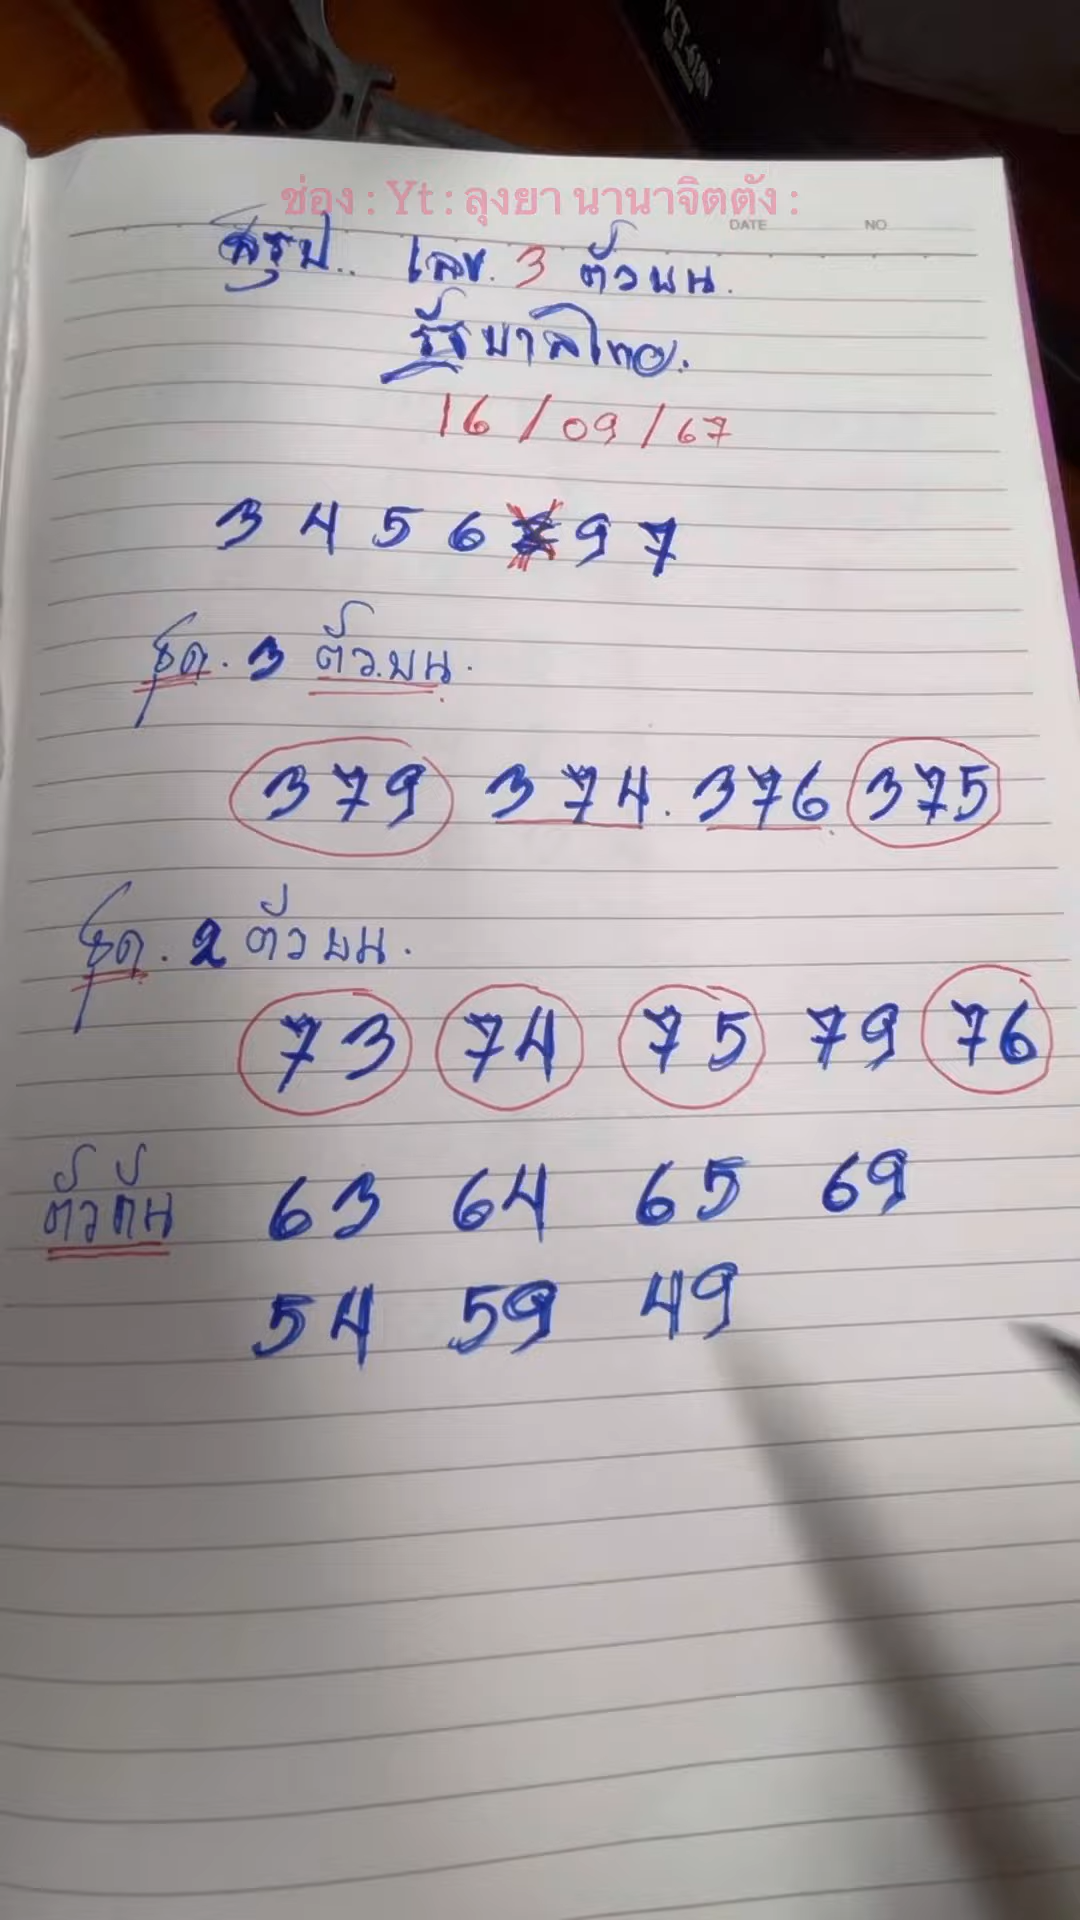 ช่อง : Yt : ลุงยา นานาจิตตัง :
DATE NO
สรุป.. เลข. 3 ตัวบน.
รัฐบาลไทย.
16 / 09 / 67
3 4 5 6 9 7
ชุด. 3 ตัว.บน.
379 374. 376. 375
ชุด. 2 ตัวบน.
73 74 75 79 76
ตัวกัน 63 64 65 69
54 59 49